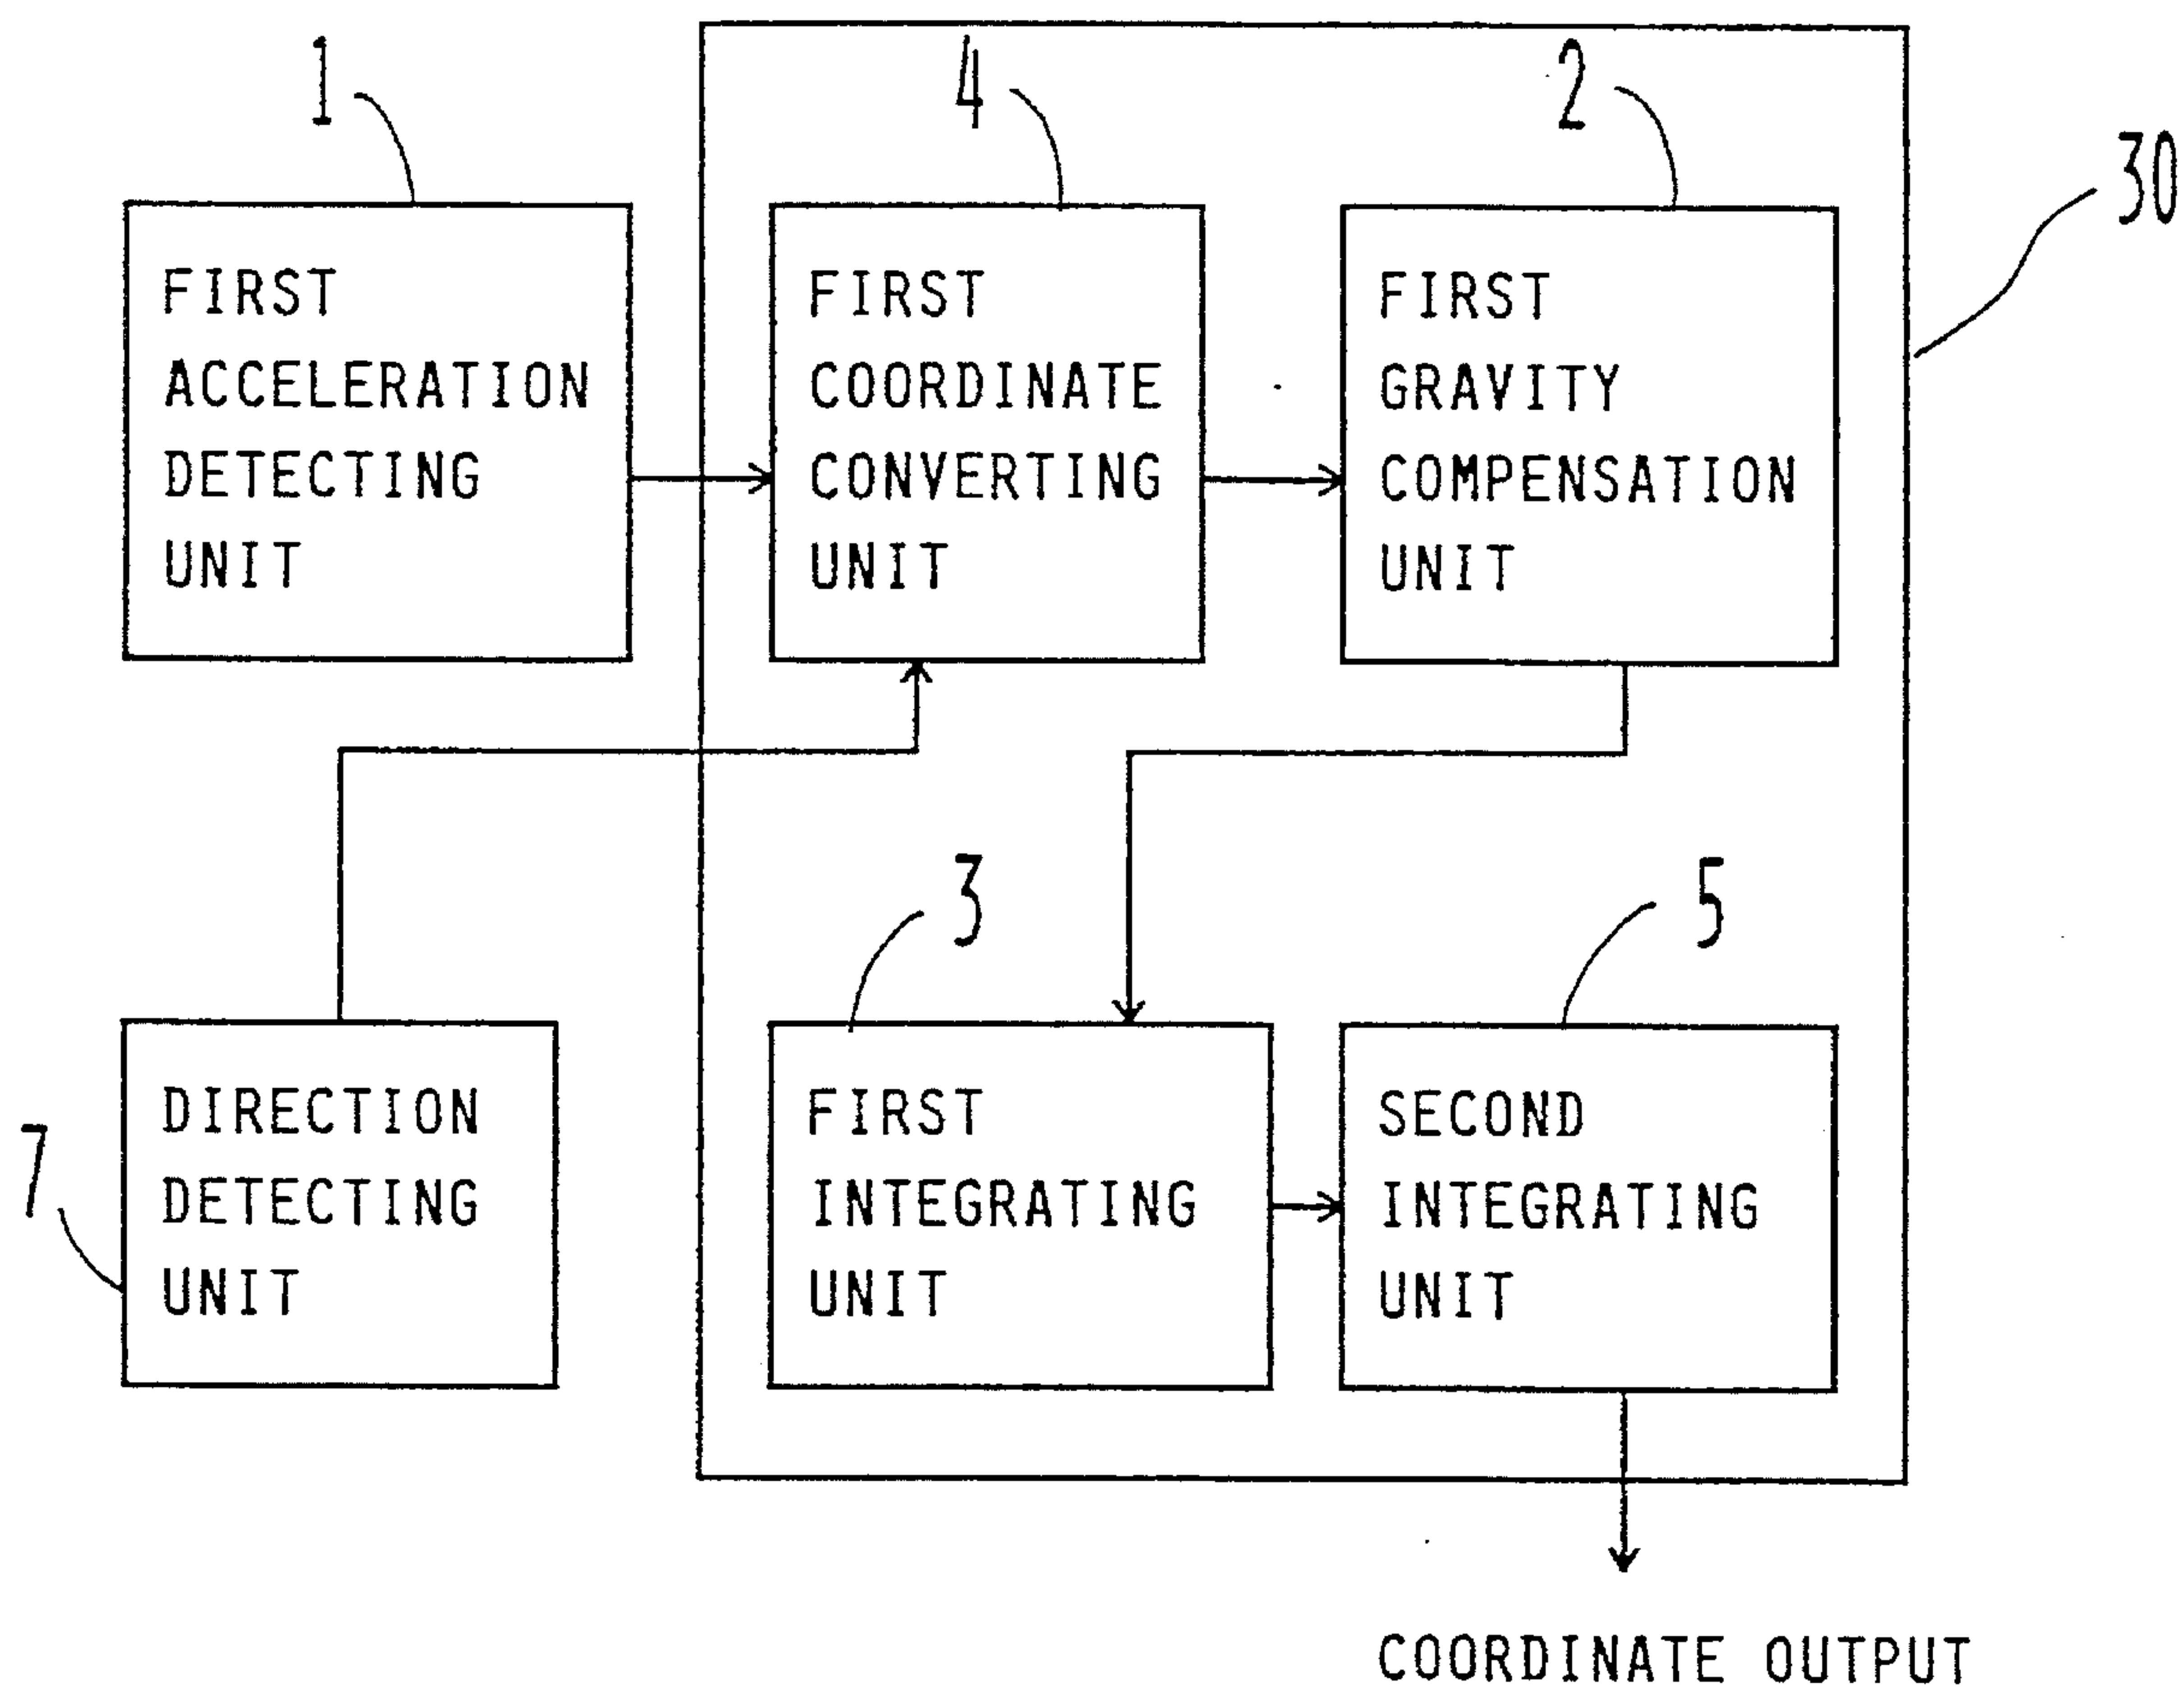 1
4
2
30
FIRST
ACCELERATION
DETECTING
UNIT
FIRST
COORDINATE
CONVERTING
UNIT
FIRST
GRAVITY
COMPENSATION
UNIT
3
5
7
DIRECTION
DETECTING
UNIT
FIRST
INTEGRATING
UNIT
SECOND
INTEGRATING
UNIT
COORDINATE OUTPUT